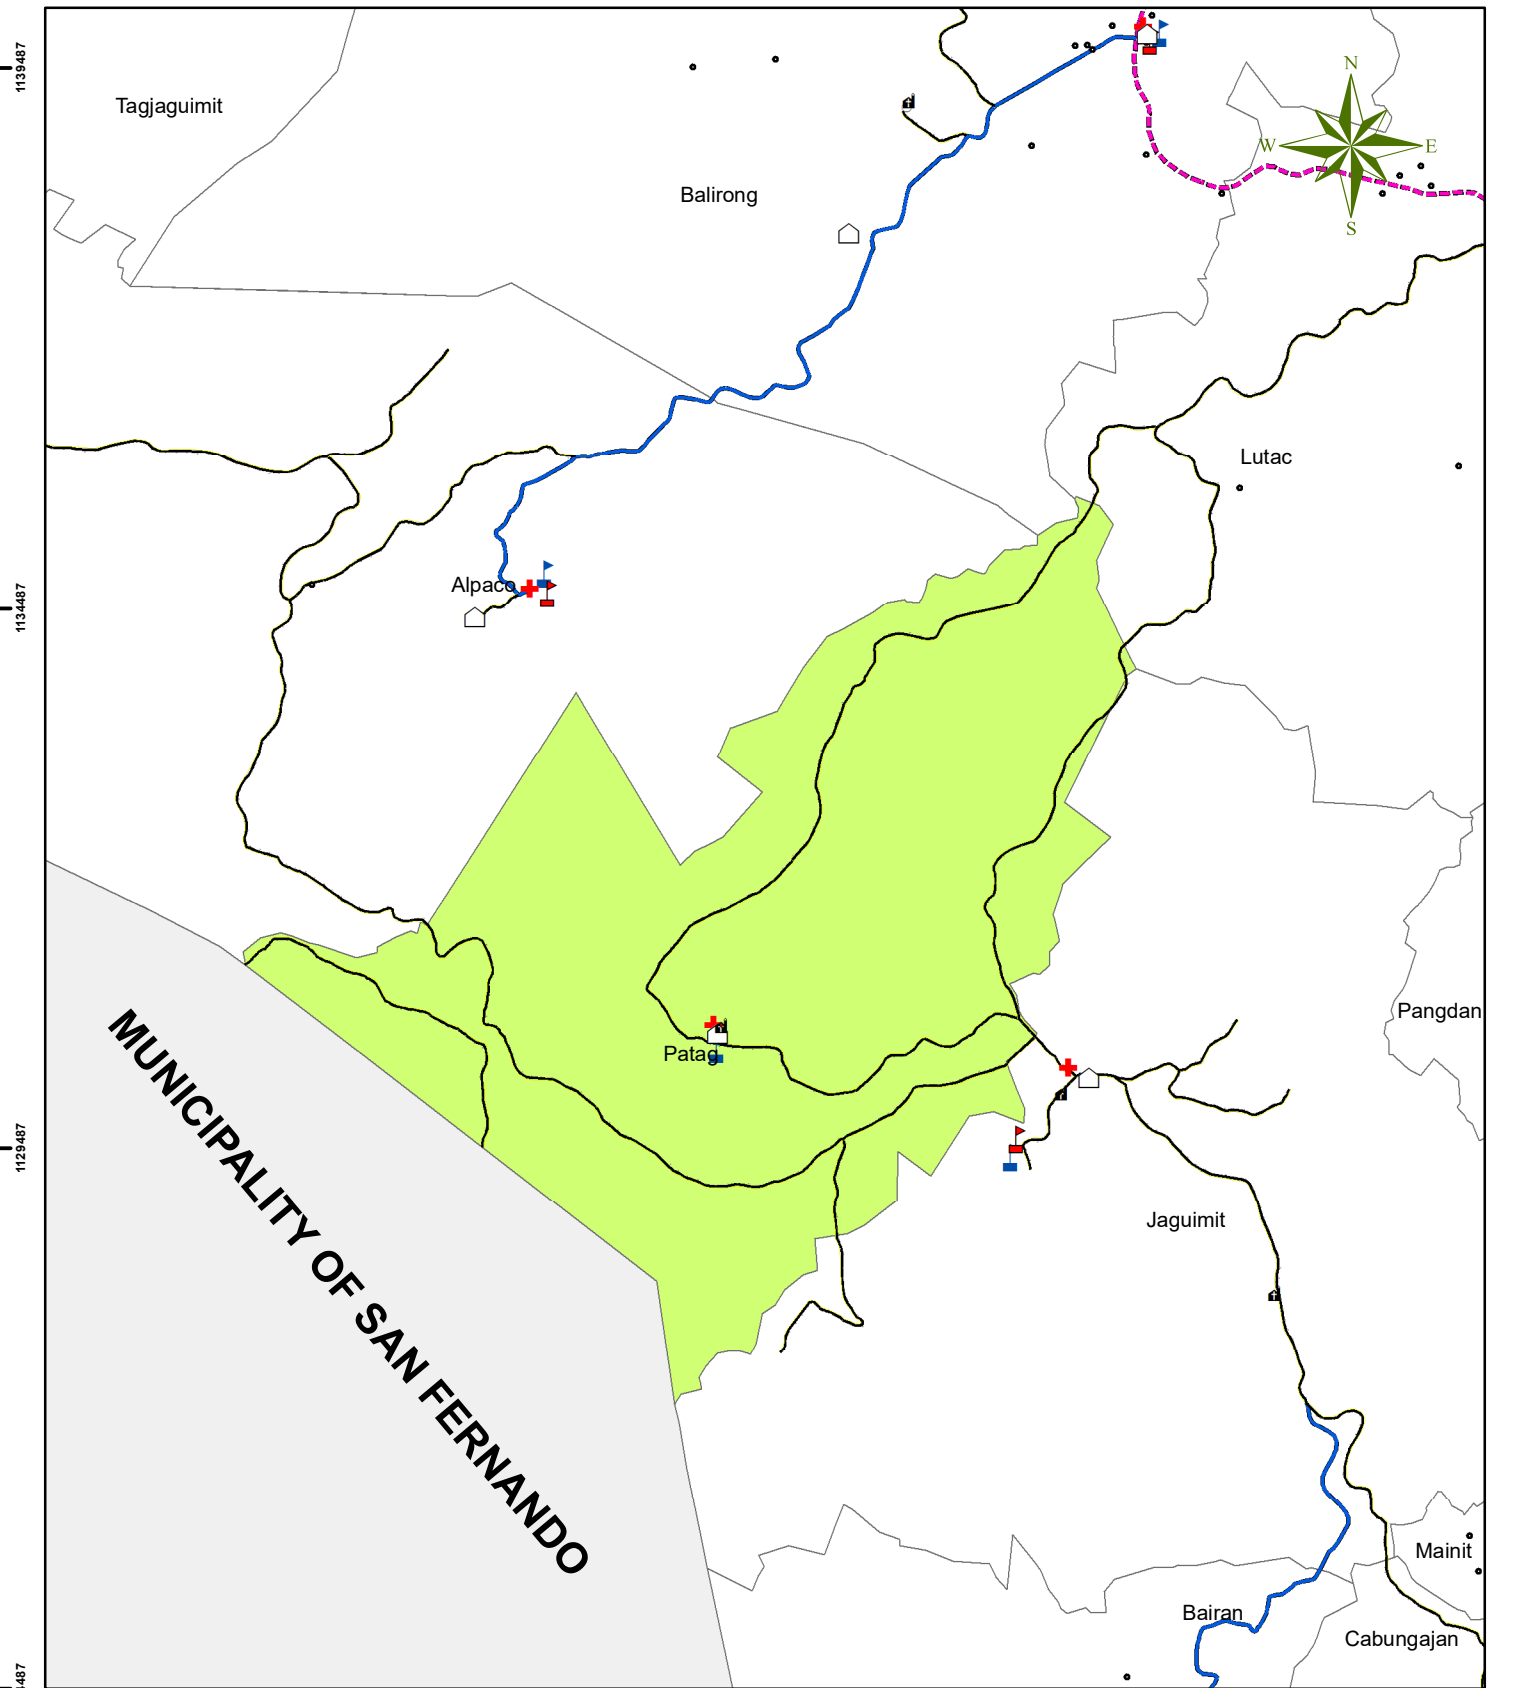 1139487
N
Tagjaguimit
W
E
Balirong
S
Lutac
Alpaco
1134487
Pangdan
Patag
MUNICIPALITY OF SAN FERNANDO
1129487
Jaguimit
Mainit
Bairan
Cabungajan